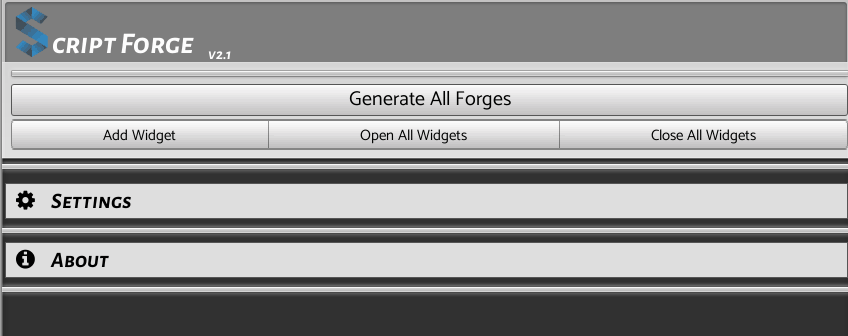 Script Forge v2.1
Generate All Forges
Add Widget Open All Widgets Close All Widgets
Settings
About